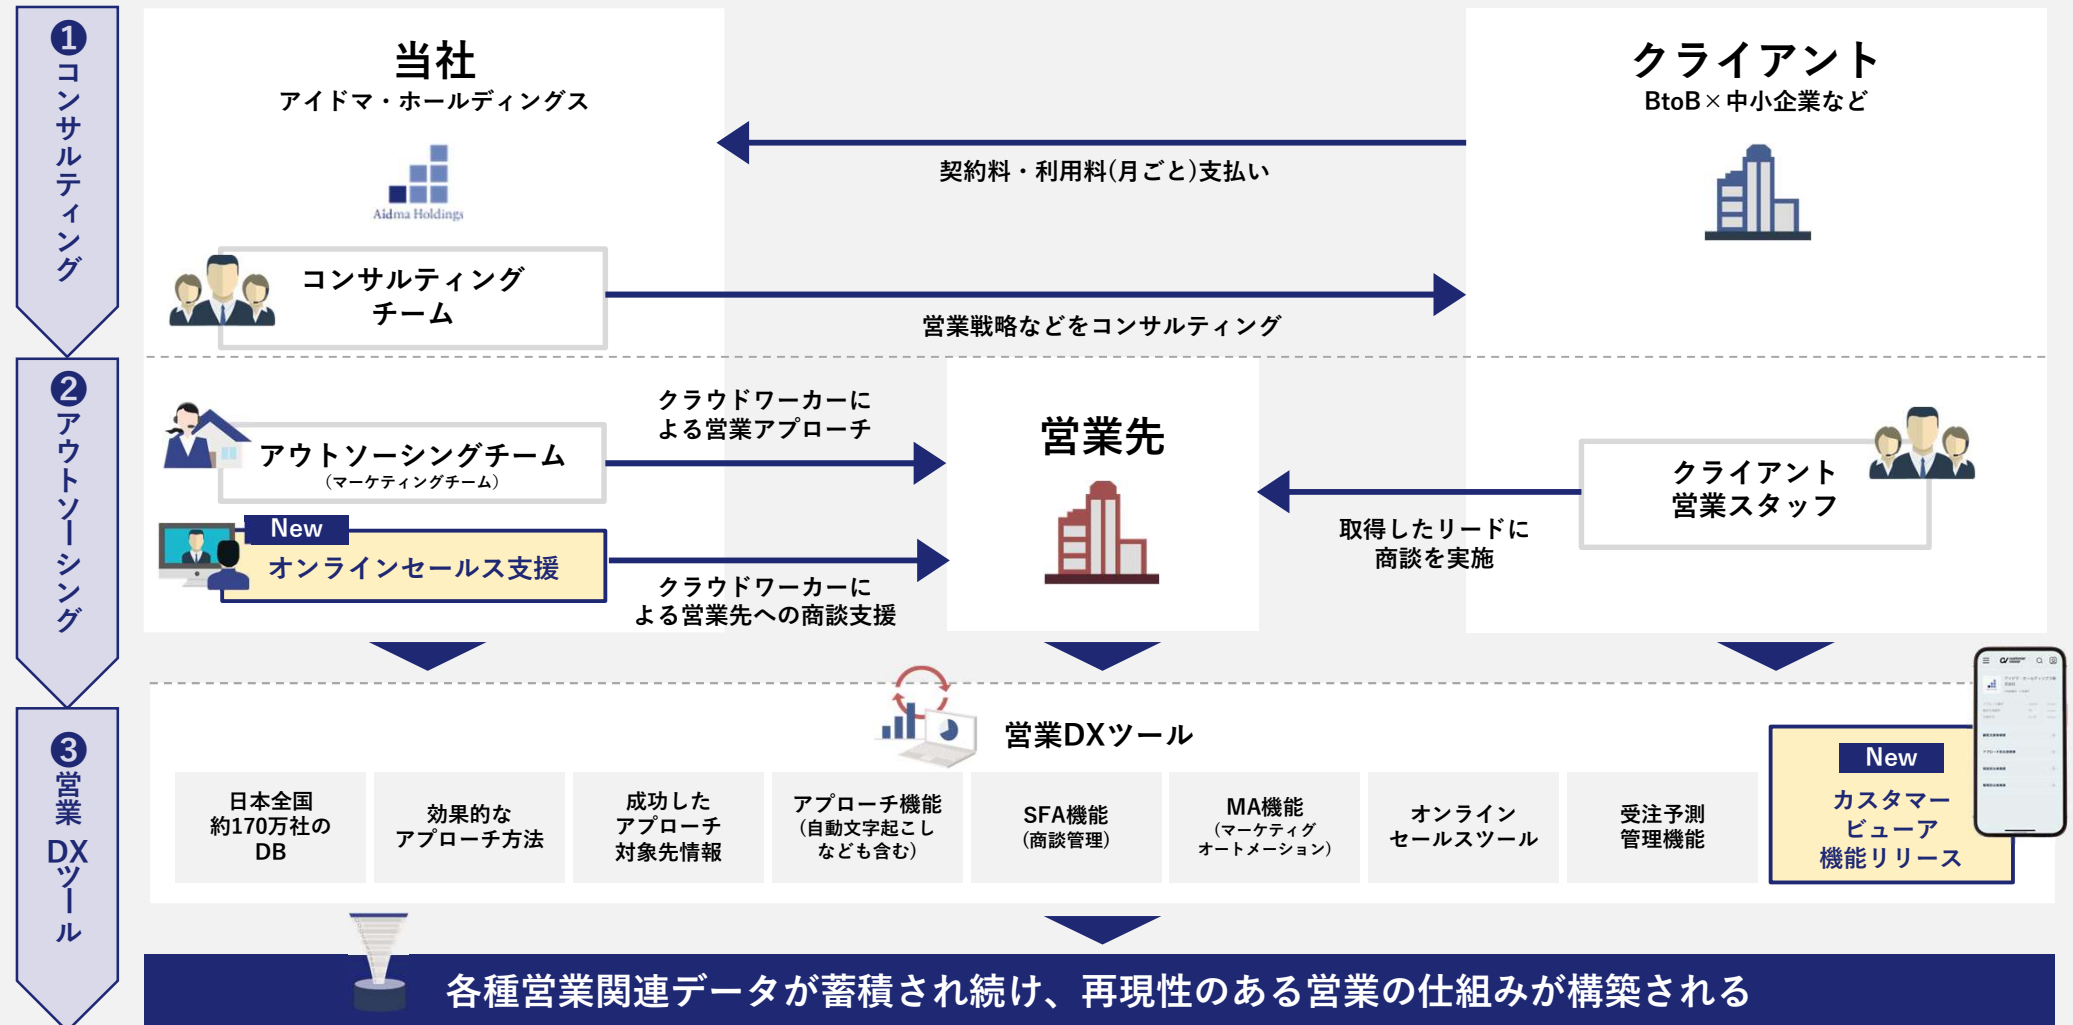 ❶コンサルティング
当社
アイドマ・ホールディングス
Aidma Holdings
クライアント
BtoB×中小企業など
契約料・利用料(月ごと)支払い
コンサルティング
チーム
営業戦略などをコンサルティング
❷アウトソーシング
アウトソーシングチーム
(マーケティングチーム)
クラウドワーカーに
よる営業アプローチ
New
オンラインセールス支援
クラウドワーカーに
よる営業先への商談支援
営業先
クライアント
営業スタッフ
取得したリードに
商談を実施
❸営業DXツール
営業DXツール
日本全国
約170万社の
DB
効果的な
アプローチ方法
成功した
アプローチ
対象先情報
アプローチ機能
(自動文字起こし
なども含む)
SFA機能
(商談管理)
MA機能
(マーケティグ
オートメーション)
オンライン
セールスツール
受注予測
管理機能
New
カスタマー
ビューア
機能リリース
各種営業関連データが蓄積され続け、再現性のある営業の仕組みが構築される